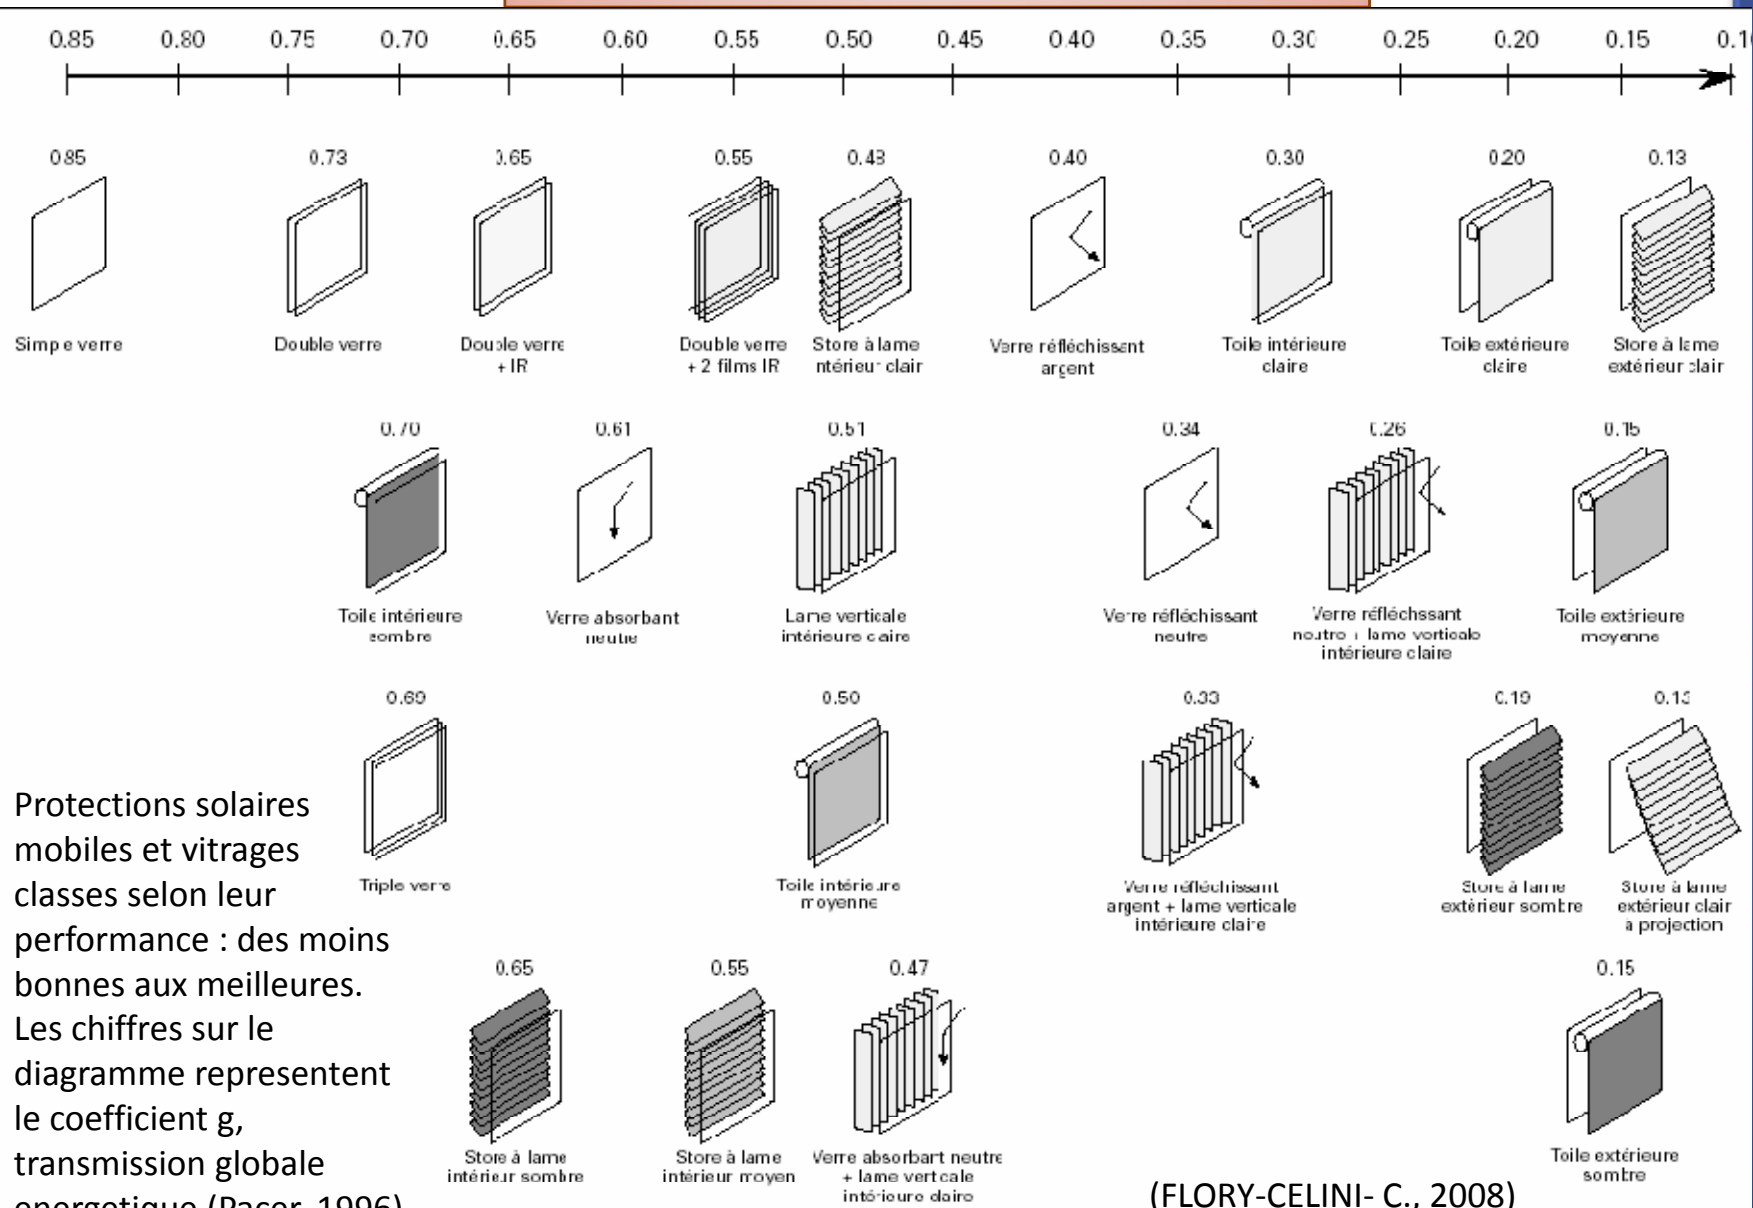 0.85 0.80 0.75 0.70 0.65 0.60 0.55 0.50 0.45 0.40 0.35 0.30 0.25 0.20 0.15
0.85 0.73 0.65 0.55 0.48 0.40 0.30 0.20 0.13
Simple verre
Double verre
Double verre
+ IR
Double verre
+ 2 films IR
Store à lame
intérieur clair
Verre réfléchissant
argent
Toile intérieure
claire
Toile extérieure
claire
Store à lame
extérieur clair
0.70 0.61 0.51 0.34 0.26 0.15
Toile intérieure
sombre
Verre absorbant
neutre
Lame verticale
intérieure claire
Verre réfléchissant
neutre
Verre réfléchissant
neutre + lame verticale
intérieure claire
Toile extérieure
moyenne
0.69 0.50 0.33 0.19
Triple verre
Toile intérieure
moyenne
Verre réfléchissant
argent + lame verticale
intérieure claire
Store à lame
extérieur sombre
Store à lame
extérieur clair
à projection
0.65 0.55 0.47 0.15
Store à lame
intérieur sombre
Store à lame
intérieur moyen
Verre absorbant neutre
+ lame verticale
intérieure claire
Toile extérieure
sombre
Protections solaires
mobiles et vitrages
classes selon leur
performance : des moins
bonnes aux meilleures.
Les chiffres sur le
diagramme representent
le coefficient g,
transmission globale
energetique (Pacer, 1996)
(FLORY-CELINI- C., 2008)